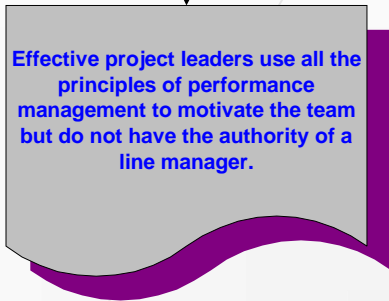 Effective project leaders use all the
principles of performance
management to motivate the team
but do not have the authority of a
line manager.